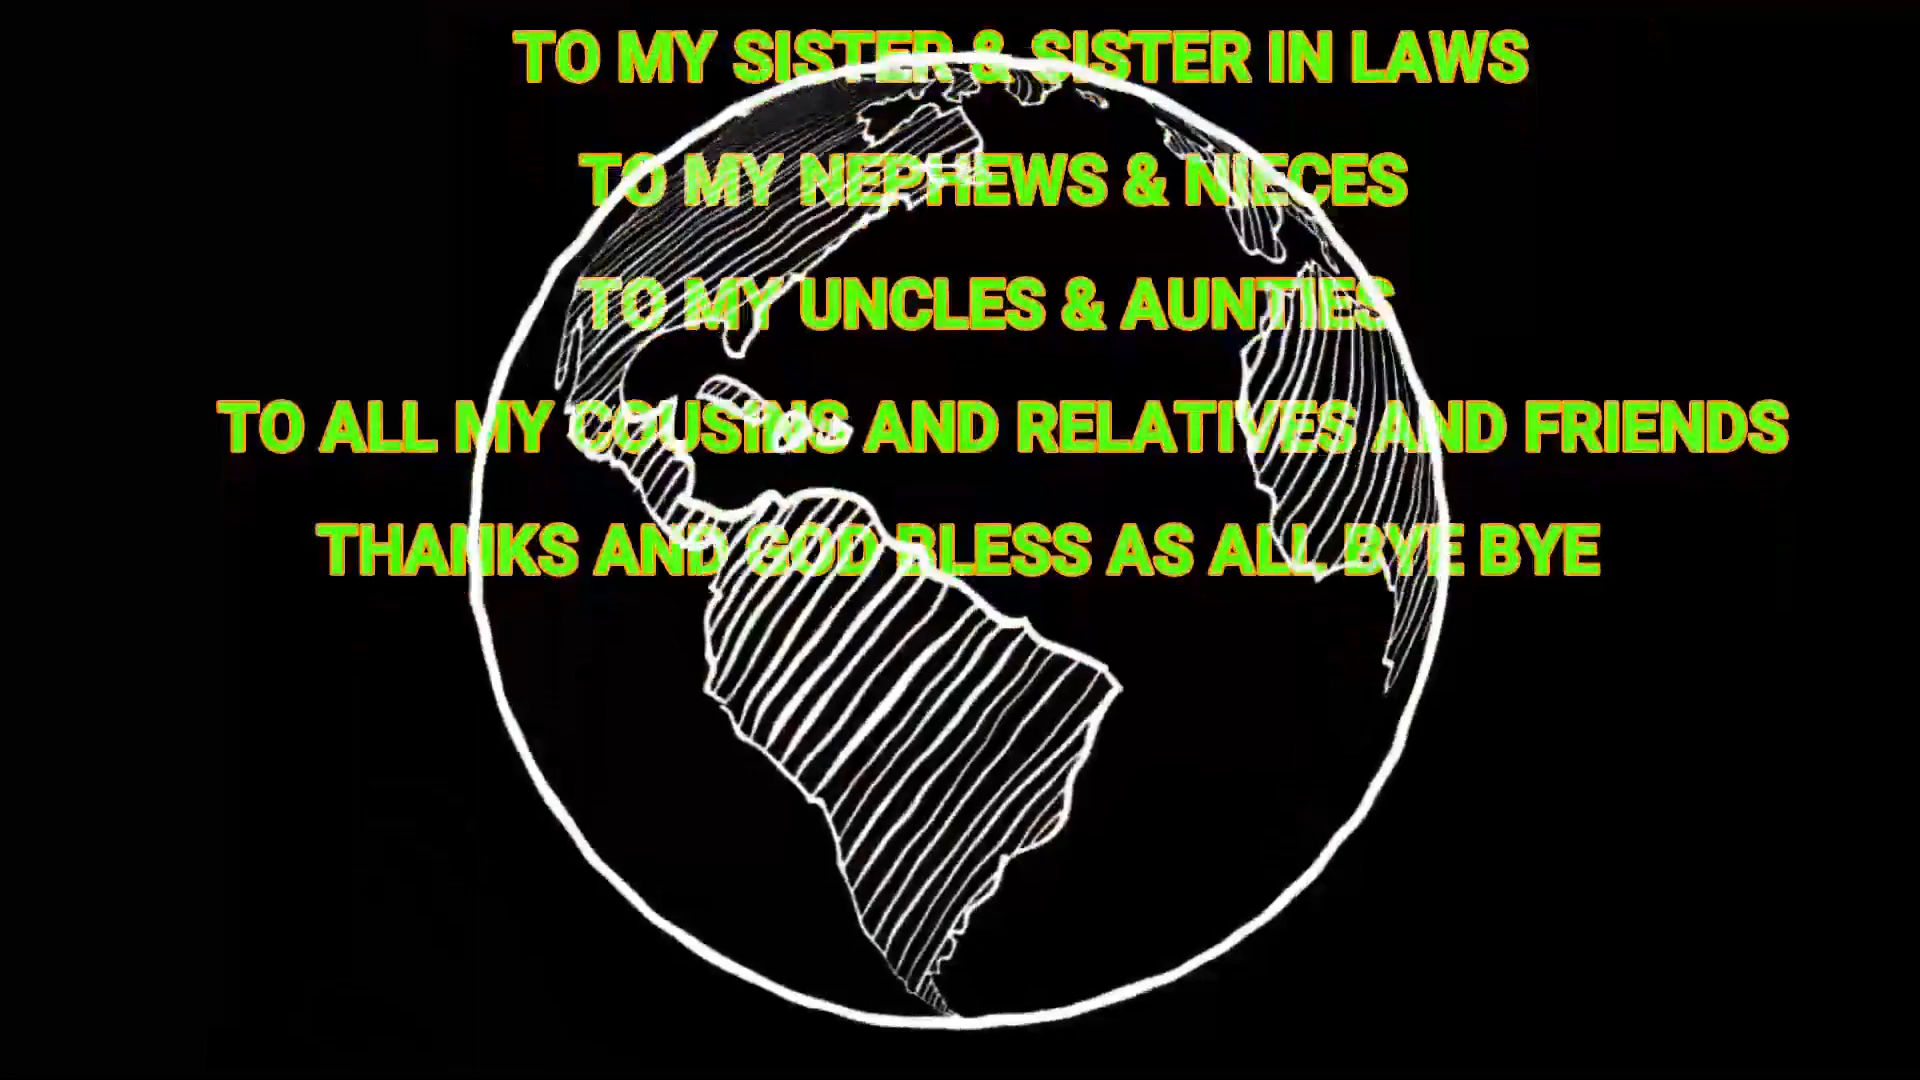 TO MY SISTER & SISTER IN LAWS
TO MY NEPHEWS & NIECES
TO MY UNCLES & AUNTIES
TO ALL MY COUSINS AND RELATIVES AND FRIENDS
THANKS AND GOD BLESS AS ALL BYE BYE